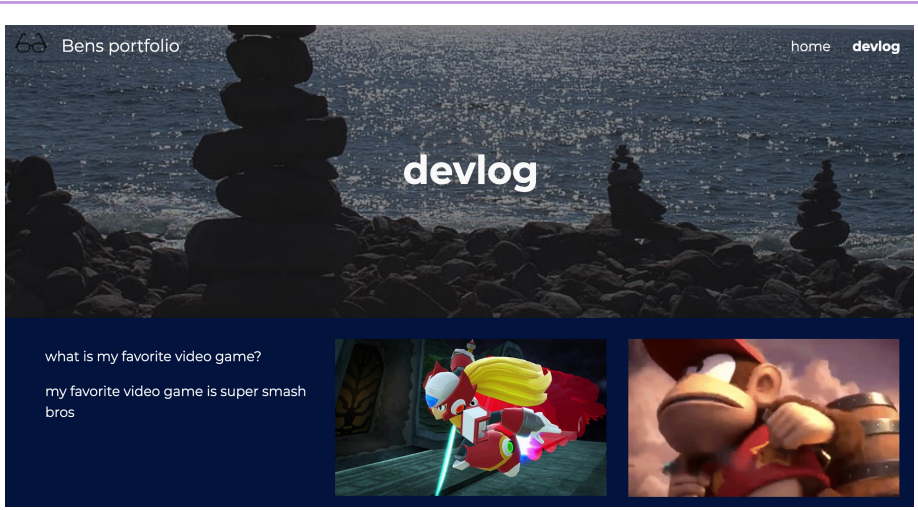 Bens portfolio
home
devlog
devlog
what is my favorite video game?
my favorite video game is super smash
bros